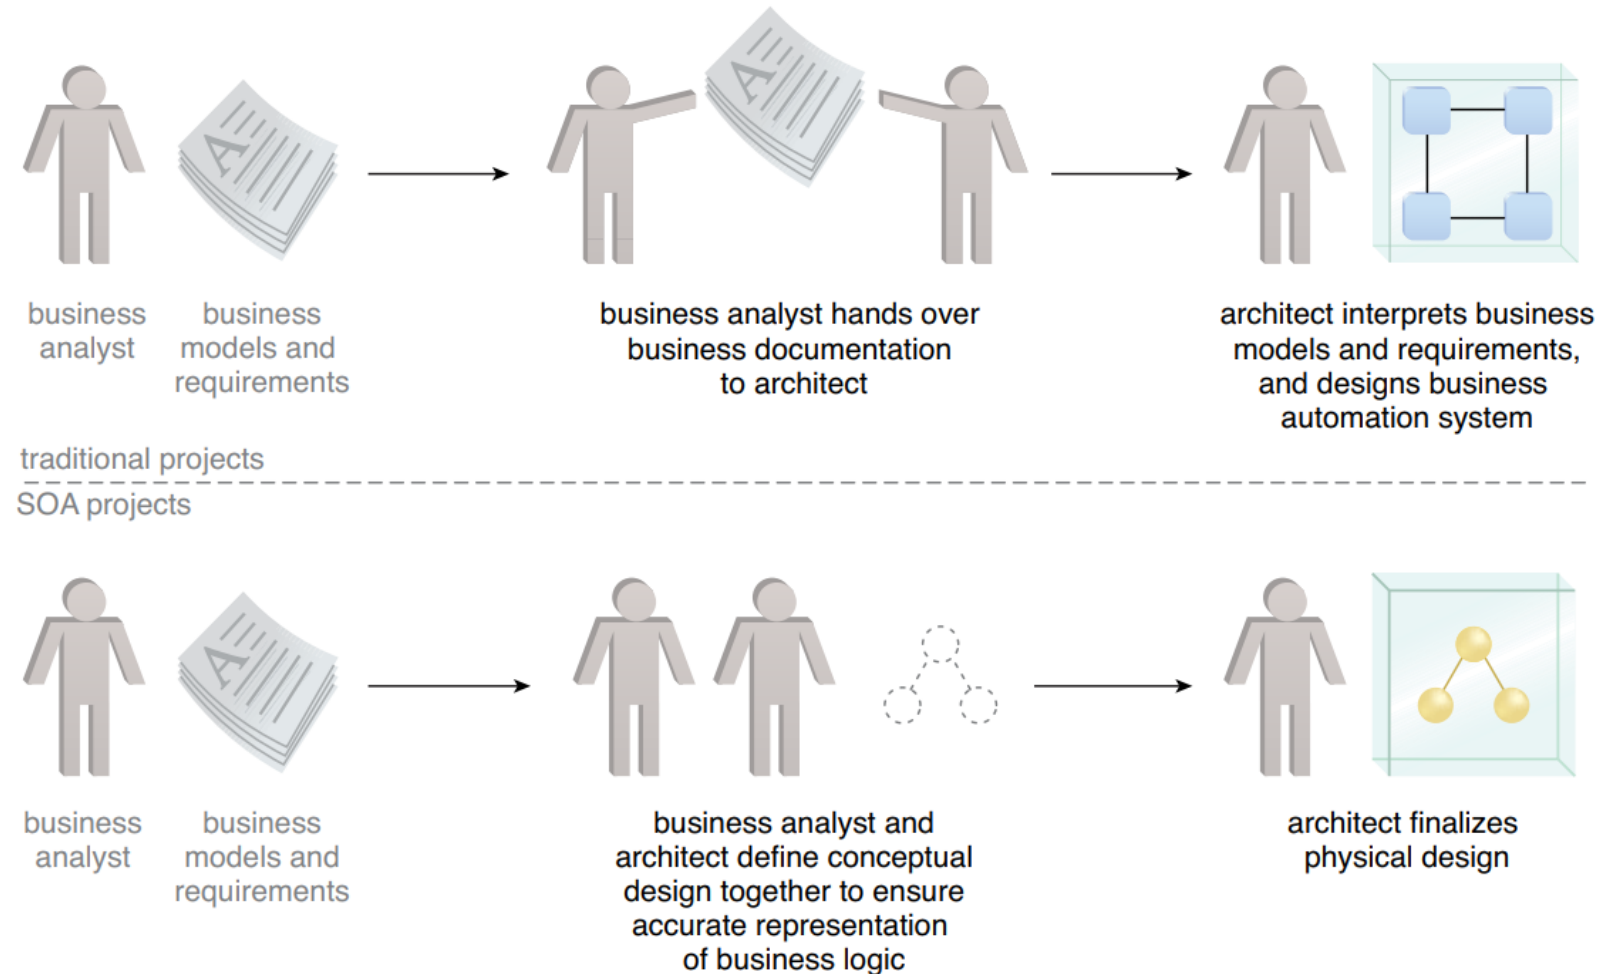 business
analyst
business
models and
requirements
business analyst hands over
business documentation
to architect
architect interprets business
models and requirements,
and designs business
automation system
traditional projects
SOA projects
business
analyst
business
models and
requirements
business analyst and
architect define conceptual
design together to ensure
accurate representation
of business logic
architect finalizes
physical design